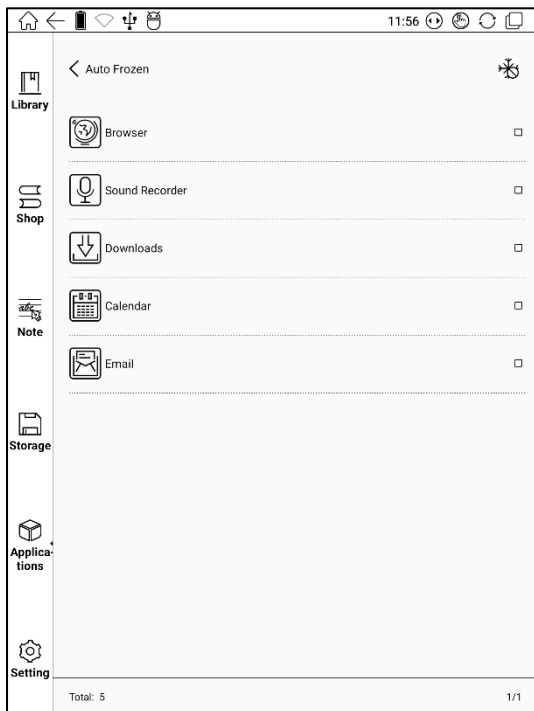 11:56
Auto Frozen
Library
Browser
Sound Recorder
Shop
Downloads
Calendar
abc
Note
Email
Storage
Applica-
tions
Setting
Total: 5
1/1